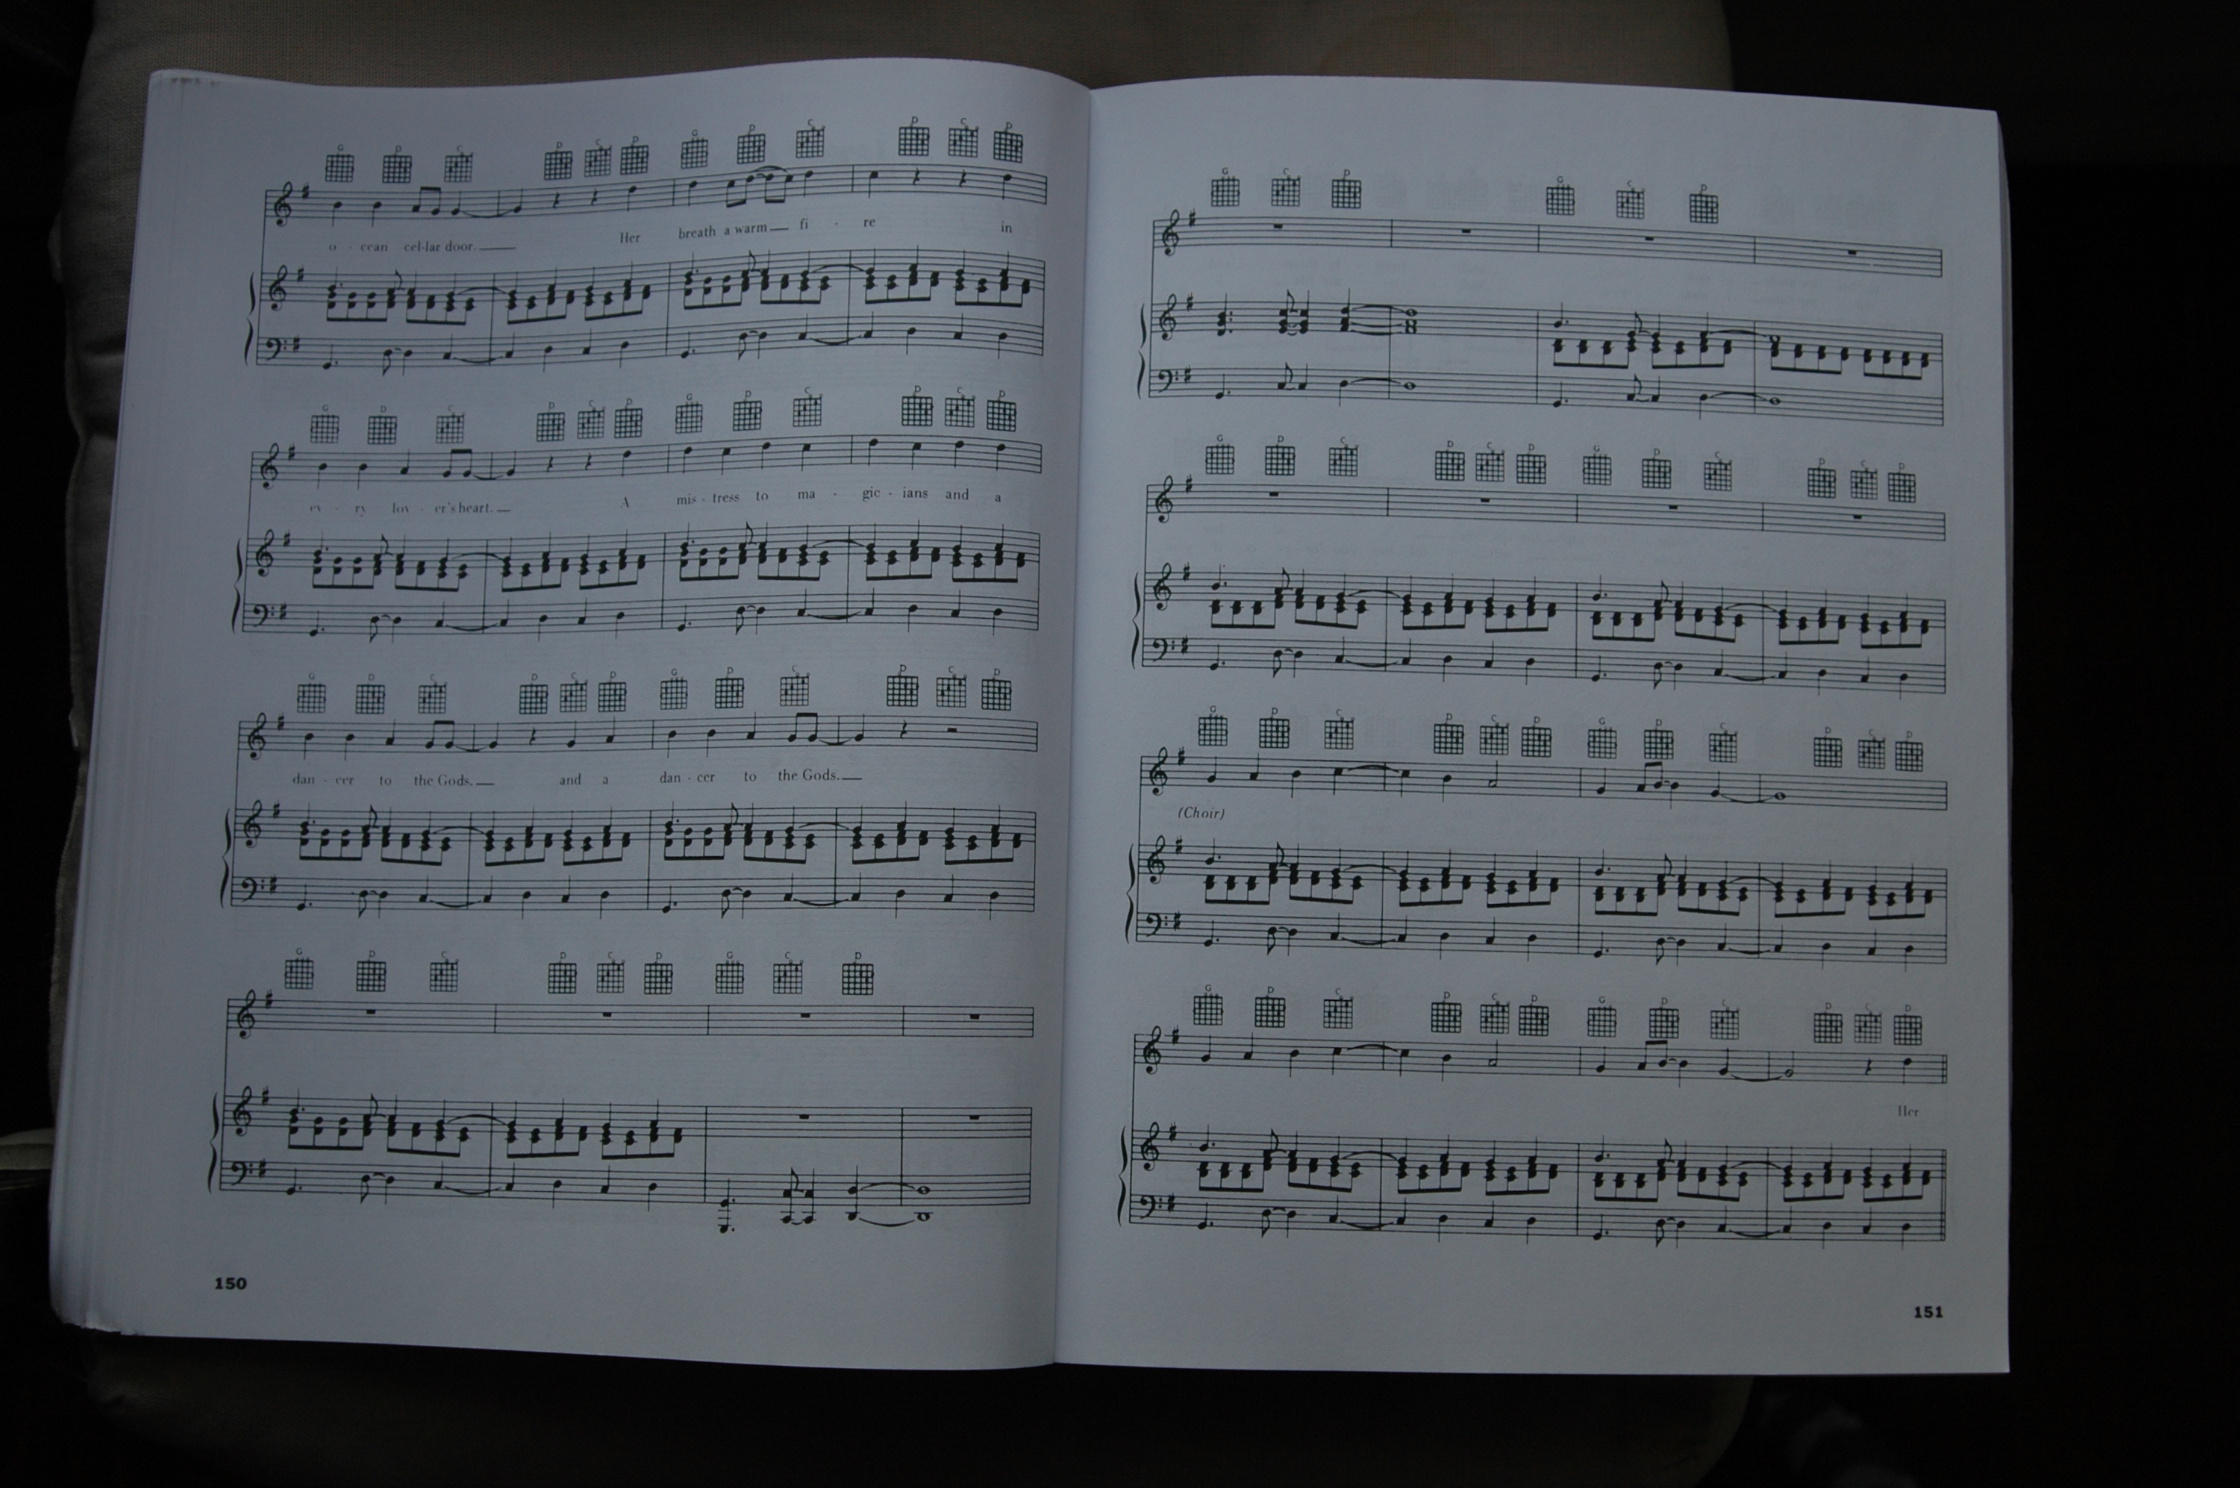 G D C D C D G D C D C D
o - cean cel-lar door. Her breath a warm fi - re in
G D C D C D G D C D C D
ev - ry lov - er's heart. A mis - tress to ma - gic - ians and a
G D C D C D G D C D C D
dan - cer to the Gods. and a dan - cer to the Gods.
G D C D C D G C D
150
G C D G C D
G D C D C D G D C D C D
G D C D C D G D C D C D
(Choir)
G D C D C D G D C D C D
Her
151